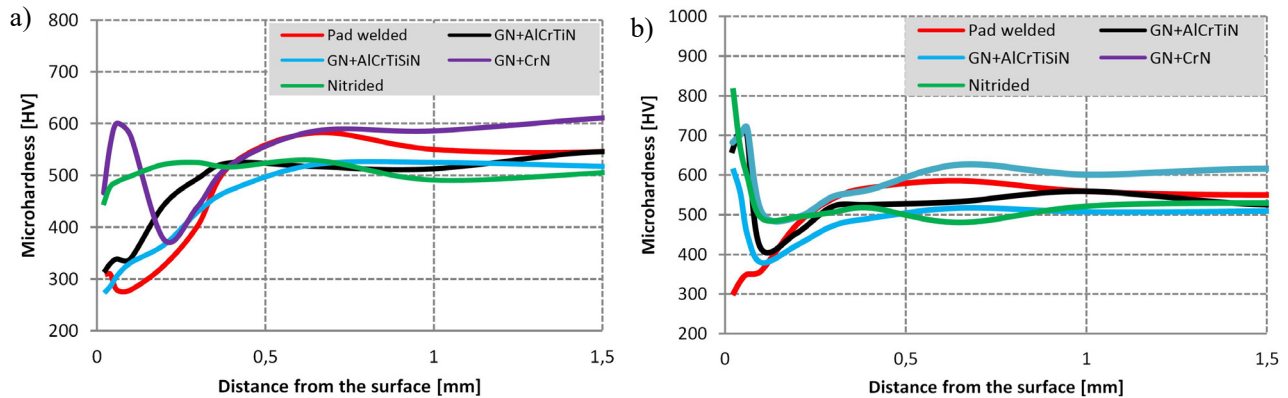 a)
800
700
600
500
400
300
200
Microhardness [HV]
Pad welded
GN+AlCrTiN
GN+AlCrTiSiN
GN+CrN
Nitrided
0
0,5
1
1,5
Distance from the surface [mm]
b)
1000
900
800
700
600
500
400
300
200
Microhardness [HV]
Pad welded
GN+AlCrTiN
GN+AlCrTiSiN
GN+CrN
Nitrided
0
0,5
1
1,5
Distance from the surface [mm]